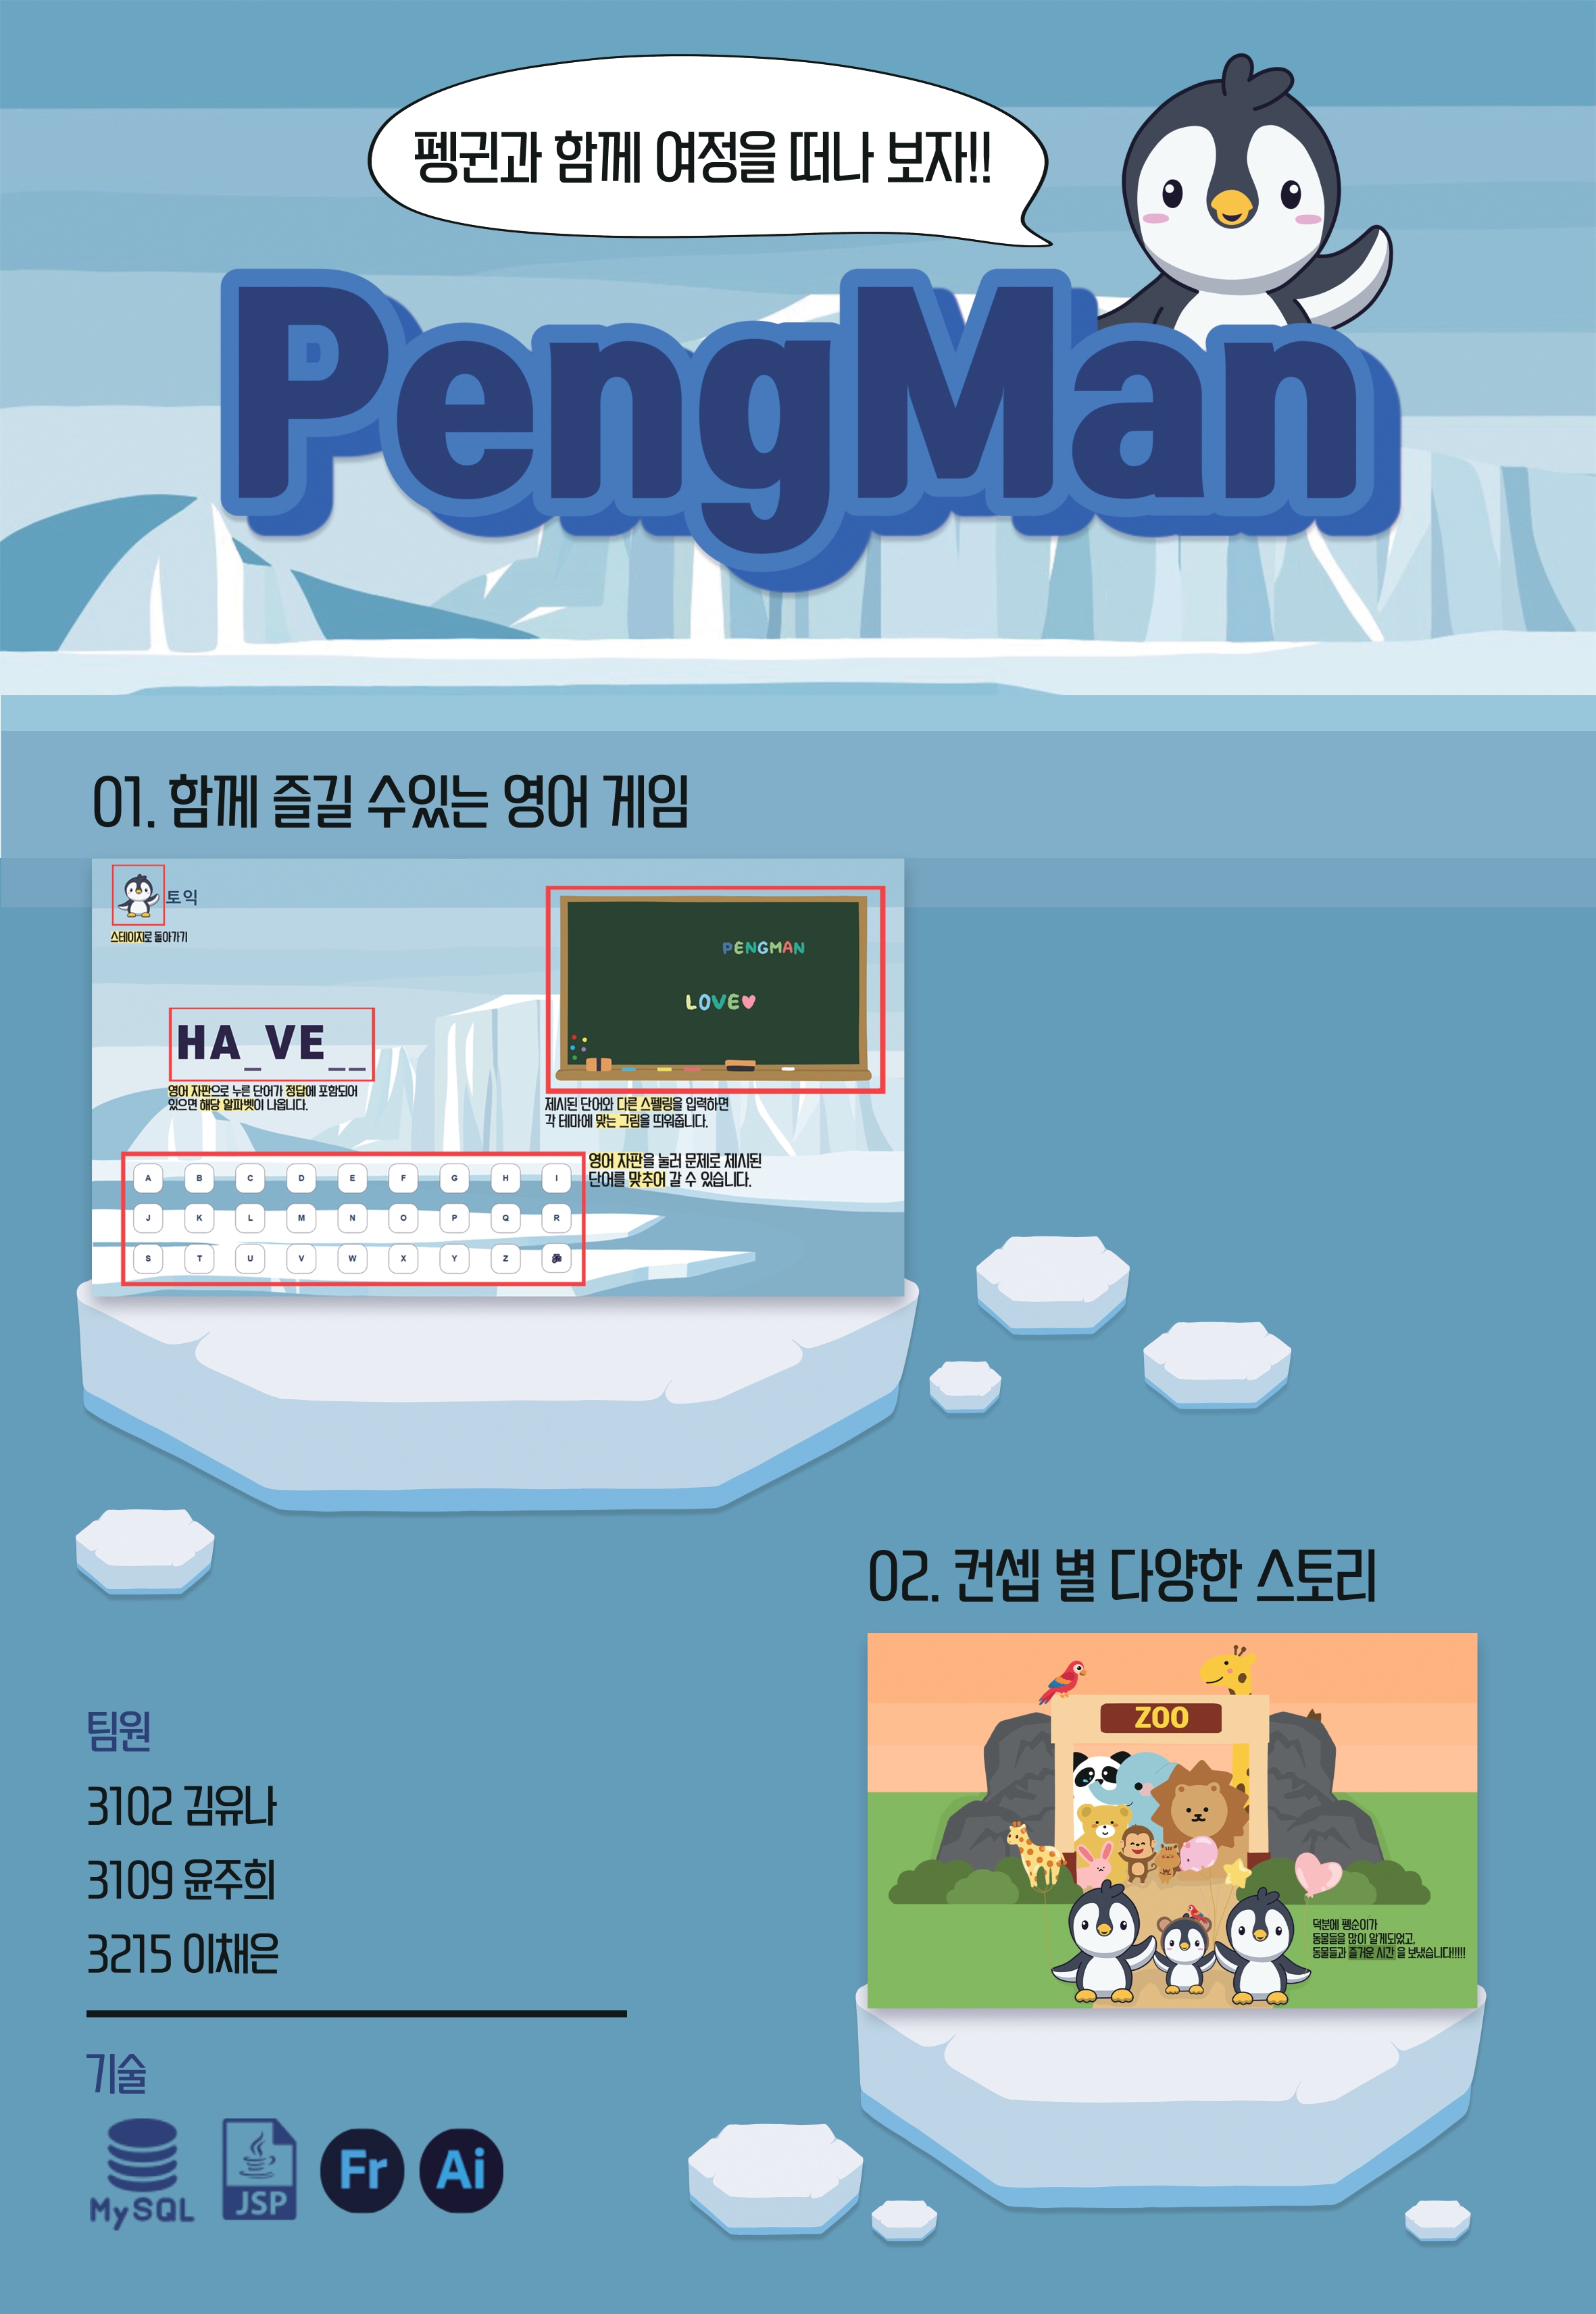 펭귄과 함께 여정을 떠나 보자!!
PengMan
01. 함께 즐길 수있는 영어 게임
토익
스테이지로 돌아가기
PENGMAN
LOVE♥
HA_VE__
영어 자판으로 누른 단어가 정답에 포함되어
있으면 해당 알파벳이 나옵니다.
제시된 단어와 다른 스펠링을 입력하면
각 테마에 맞는 그림을 띄워줍니다.
영어 자판을 눌러 문제로 제시된
단어를 맞추어 갈 수 있습니다.
A B C D E F G H I
J K L M N O P Q R
S T U V W X Y Z
02. 컨셉 별 다양한 스토리
ZOO
덕분에 펭순이가
동물들을 많이 알게되었고,
동물들과 즐거운 시간 을 보냈습니다!!!!!
팀원
3102 김유나
3109 윤주희
3215 이채은
기술
MySQL
JSP
Fr
Ai